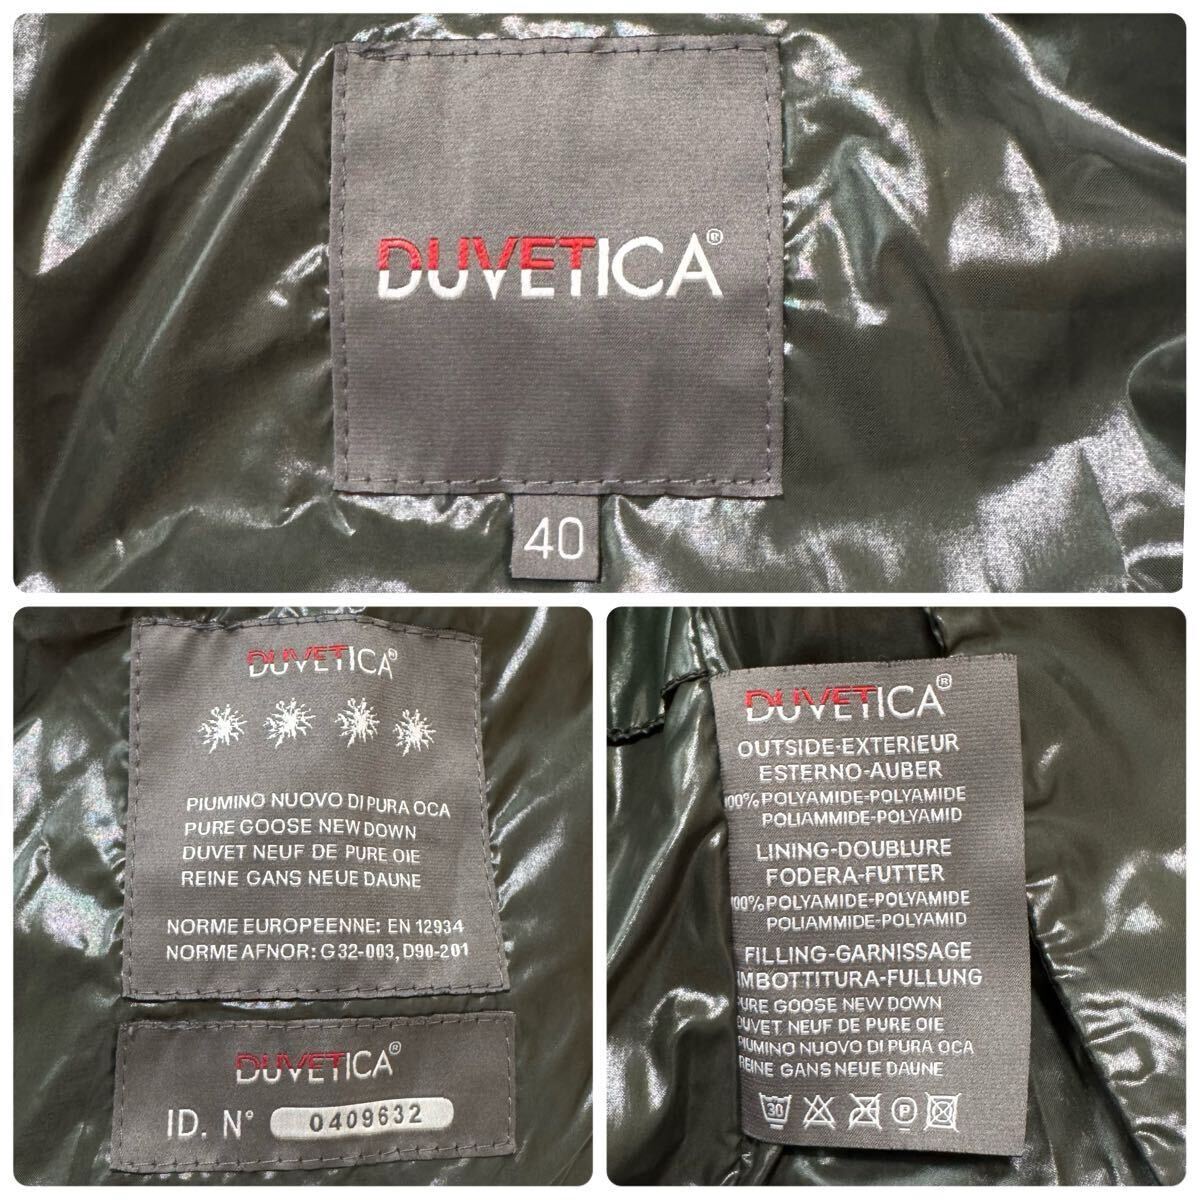 DUVETICA®
40
DUVETICA®
PIUMINO NUOVO DI PURA OCA
PURE GOOSE NEW DOWN
DUVET NEUF DE PURE OIE
REINE GANS NEUE DAUNE
NORME EUROPEENNE: EN 12934
NORME AFNOR: G 32-003, D90-201
DUVETICA®
ID. N° 0409632
DUVETICA®
OUTSIDE-EXTERIEUR
ESTERNO-AUBER
100% POLYAMIDE-POLYAMIDE
POLIAMMIDE-POLYAMID
LINING-DOUBLURE
FODERA-FUTTER
100% POLYAMIDE-POLYAMIDE
POLIAMMIDE-POLYAMID
FILLING-GARNISSAGE
IMBOTTITURA-FULLUNG
PURE GOOSE NEW DOWN
DUVET NEUF DE PURE OIE
PIUMINO NUOVO DI PURA OCA
REINE GANS NEUE DAUNE
30 P